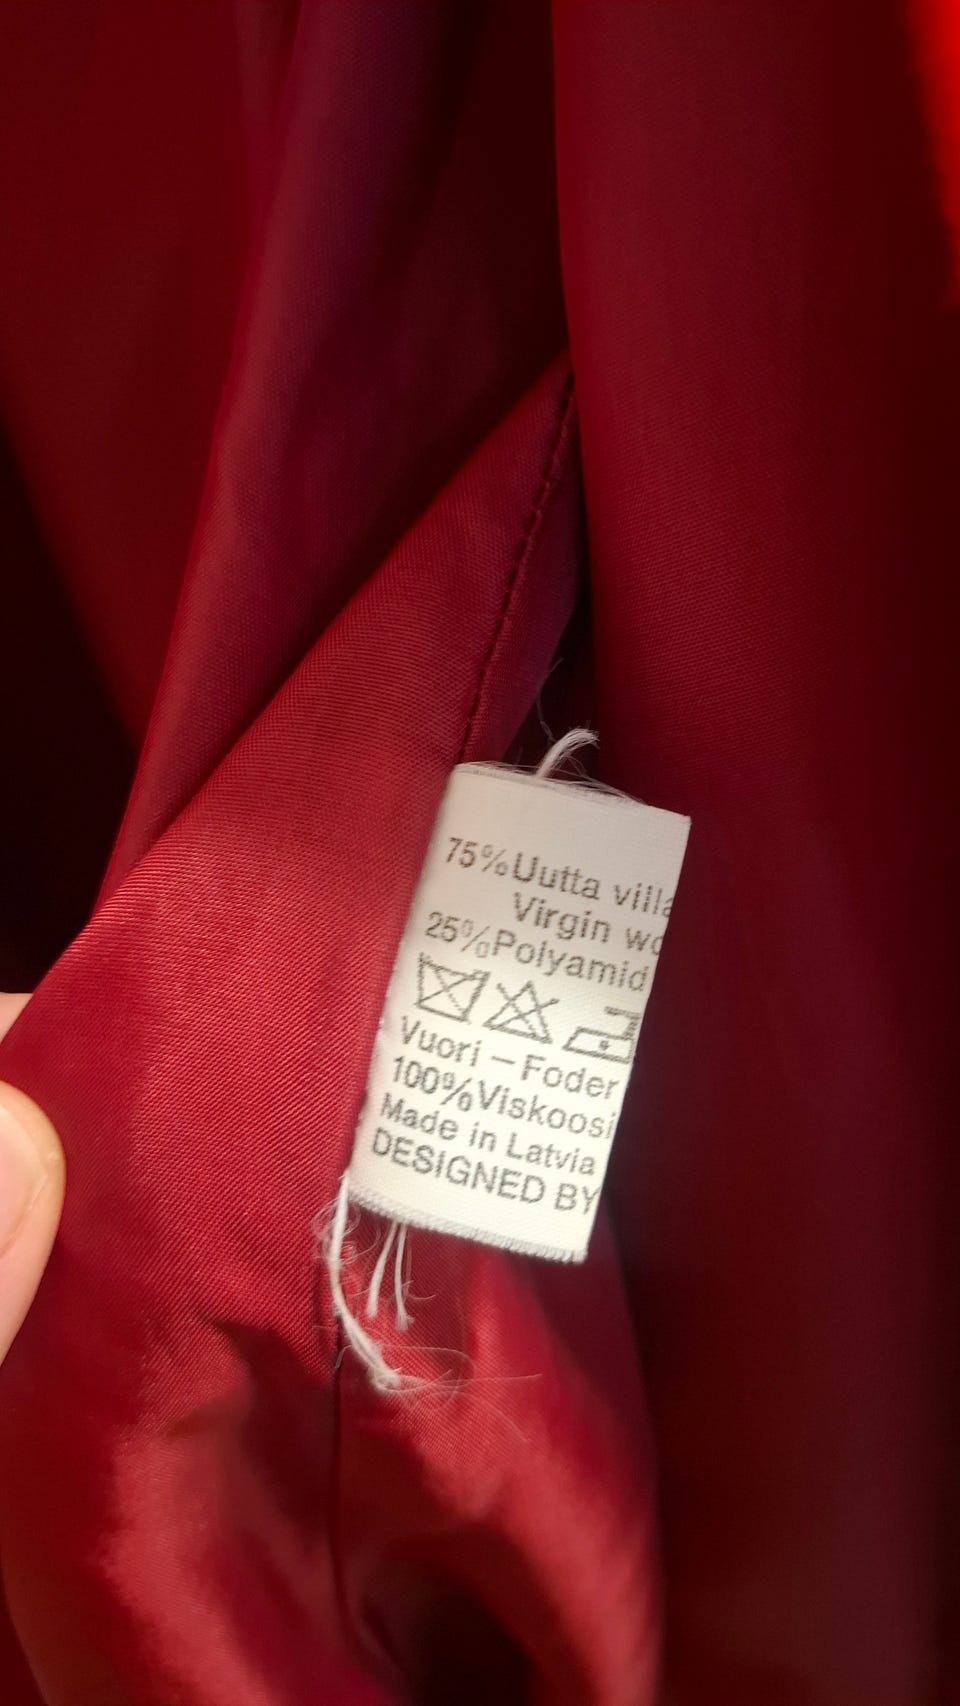 75% Uutta villa
Virgin wo
25% Polyamid
Vuori – Foder
100% Viskoosi
Made in Latvia
DESIGNED BY